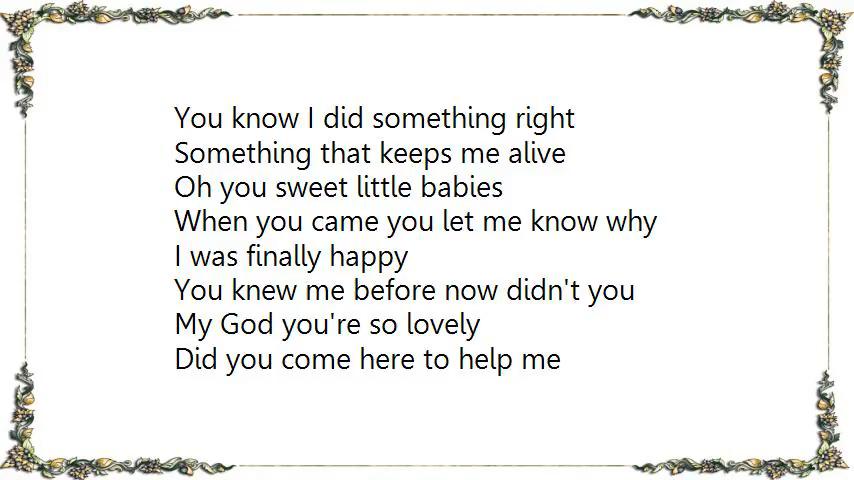 You know I did something right
Something that keeps me alive
Oh you sweet little babies
When you came you let me know why
I was finally happy
You knew me before now didn't you
My God you're so lovely
Did you come here to help me